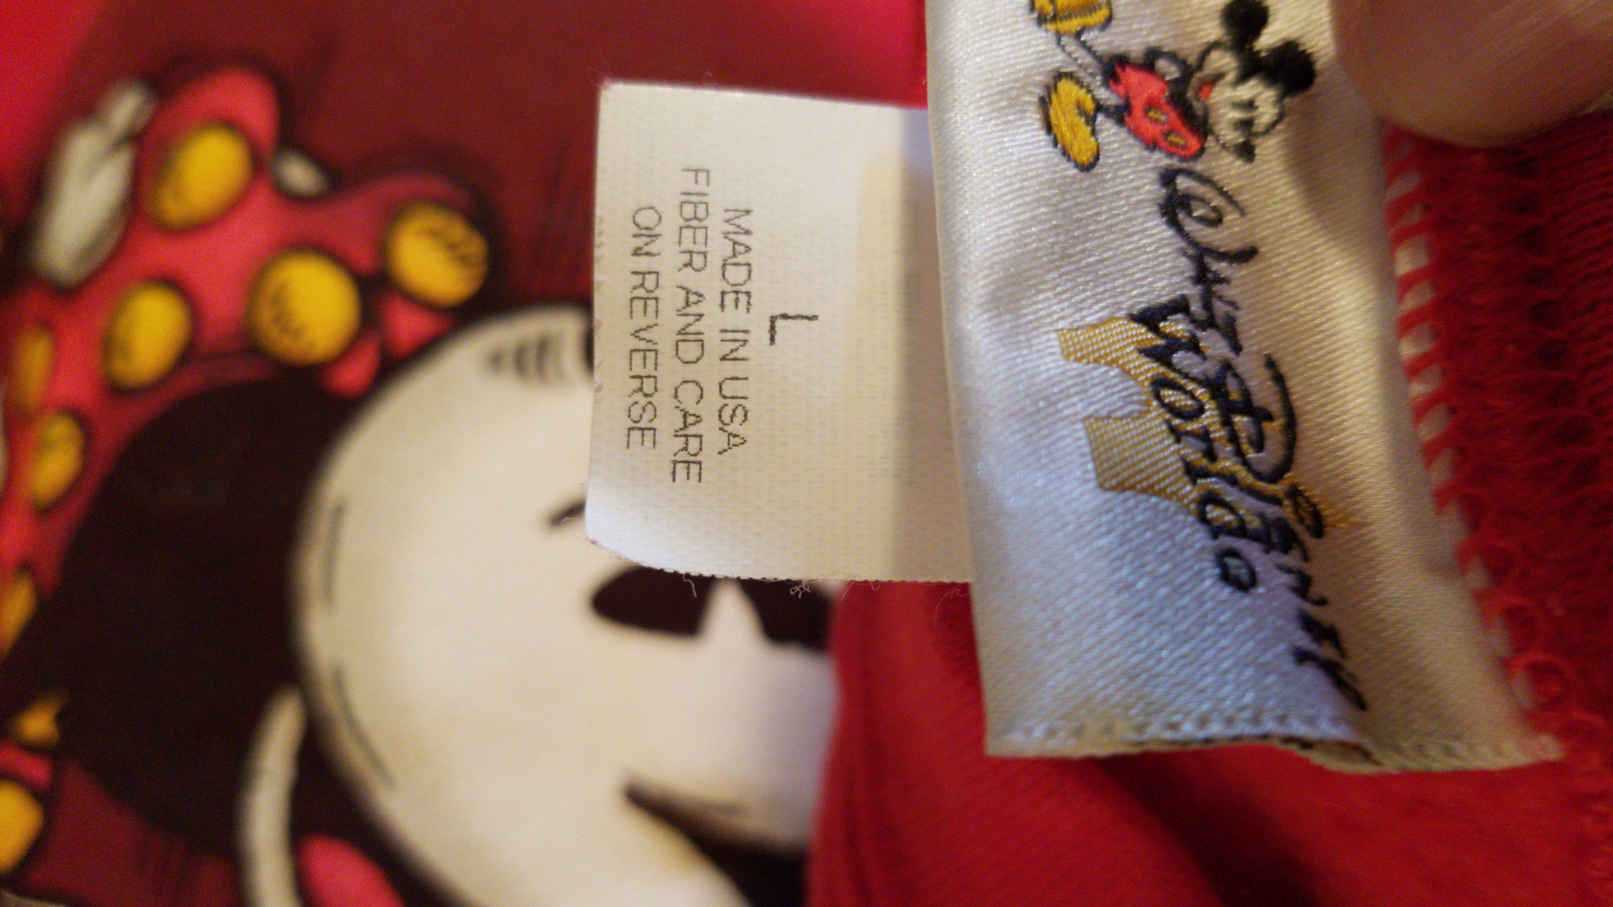 Walt Disney
World
L
MADE IN USA
FIBER AND CARE
ON REVERSE